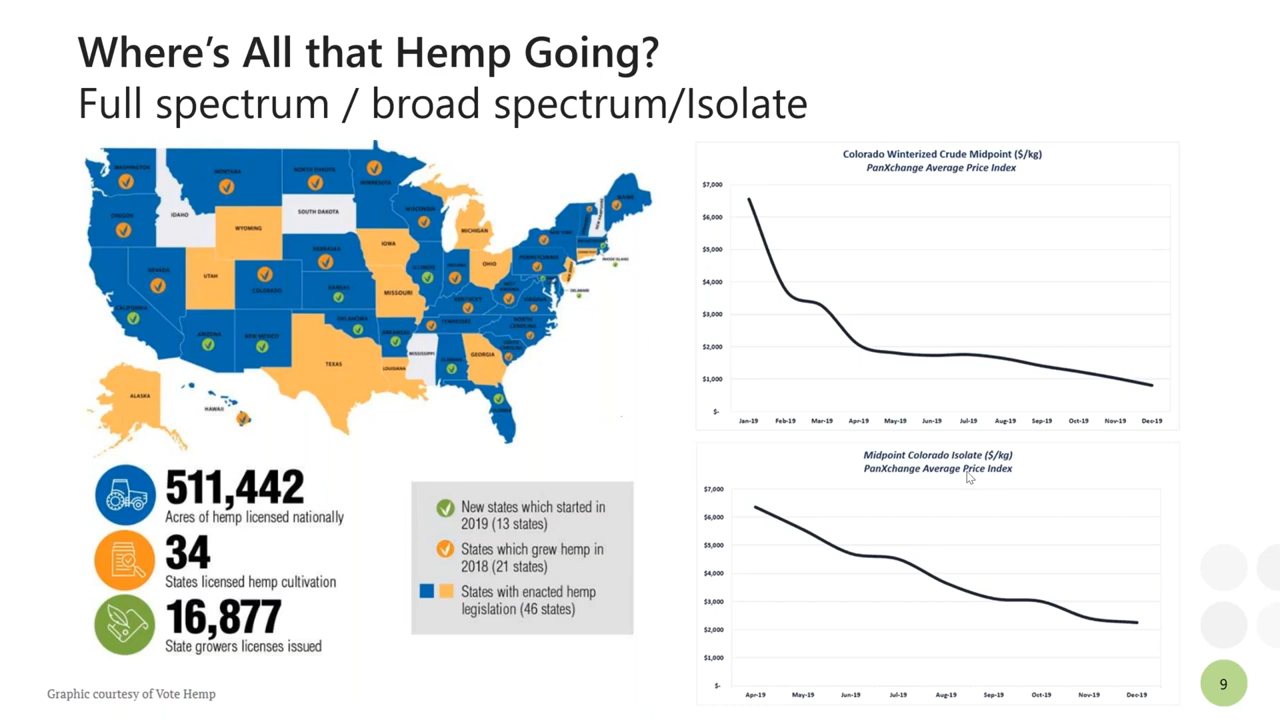 Where's All that Hemp Going?
Full spectrum / broad spectrum/Isolate
WASHINGTON
MONTANA
NORTH DAKOTA
MINNESOTA
MAINE
OREGON
IDAHO
SOUTH DAKOTA
WISCONSIN
WYOMING
MICHIGAN
NEW YORK
IOWA
NEBRASKA
PENNSYLVANIA
RHODE ISLAND
NEVADA
UTAH
COLORADO
ILLINOIS
INDIANA
OHIO
DELAWARE
KANSAS
MISSOURI
KENTUCKY
VIRGINIA
CALIFORNIA
TENNESSEE
NORTH CAROLINA
ARIZONA
NEW MEXICO
OKLAHOMA
ARKANSAS
SOUTH CAROLINA
MISSISSIPPI
ALABAMA
GEORGIA
TEXAS
LOUISIANA
ALASKA
HAWAII
FLORIDA
511,442
Acres of hemp licensed nationally
34
States licensed hemp cultivation
16,877
State growers licenses issued
New states which started in
2019 (13 states)
States which grew hemp in
2018 (21 states)
States with enacted hemp
legislation (46 states)
Graphic courtesy of Vote Hemp
Colorado Winterized Crude Midpoint ($/kg)
PanXchange Average Price Index
$7,000
$6,000
$5,000
$4,000
$3,000
$2,000
$1,000
$-
Jan-19 Feb-19 Mar-19 Apr-19 May-19 Jun-19 Jul-19 Aug-19 Sep-19 Oct-19 Nov-19 Dec-19
Midpoint Colorado Isolate ($/kg)
PanXchange Average Price Index
$7,000
$6,000
$5,000
$4,000
$3,000
$2,000
$1,000
$-
Apr-19 May-19 Jun-19 Jul-19 Aug-19 Sep-19 Oct-19 Nov-19 Dec-19
9